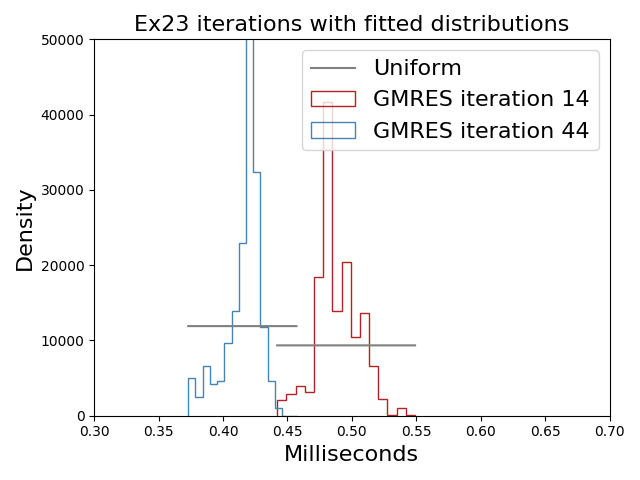 Ex23 iterations with fitted distributions
50000
40000
30000
20000
10000
0
Density
Uniform
GMRES iteration 14
GMRES iteration 44
0.30 0.35 0.40 0.45 0.50 0.55 0.60 0.65 0.70
Milliseconds